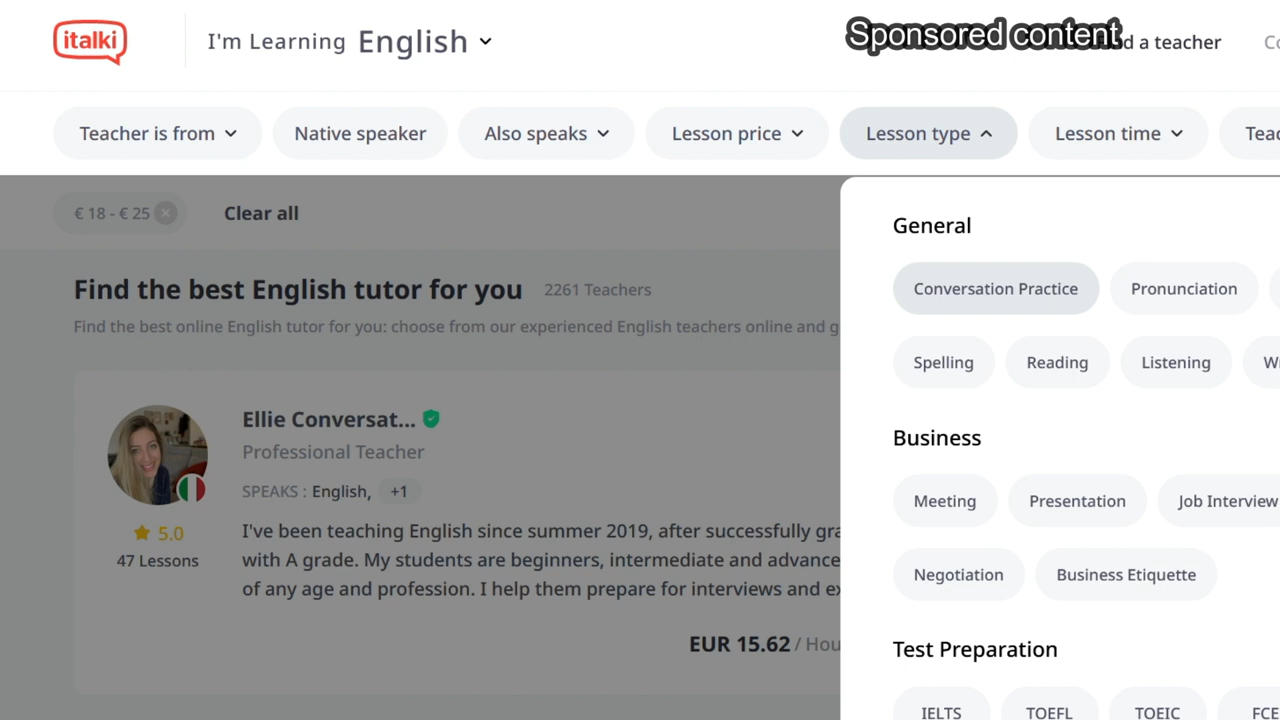 italki
I'm Learning English
Sponsored content
a teacher
Teacher is from
Native speaker
Also speaks
Lesson price
Lesson type
Lesson time
€ 18 - € 25
Clear all
General
Find the best English tutor for you
2261 Teachers
Conversation Practice
Pronunciation
Find the best online English tutor for you: choose from our experienced English teachers online and g
Spelling
Reading
Listening
Ellie Conversat...
Business
Professional Teacher
SPEAKS : English, +1
Meeting
Presentation
Job Interview
5.0
47 Lessons
I've been teaching English since summer 2019, after successfully gra
with A grade. My students are beginners, intermediate and advance
of any age and profession. I help them prepare for interviews and ex
Negotiation
Business Etiquette
EUR 15.62 / Hou
Test Preparation
IELTS
TOEFL
TOEIC
FCE